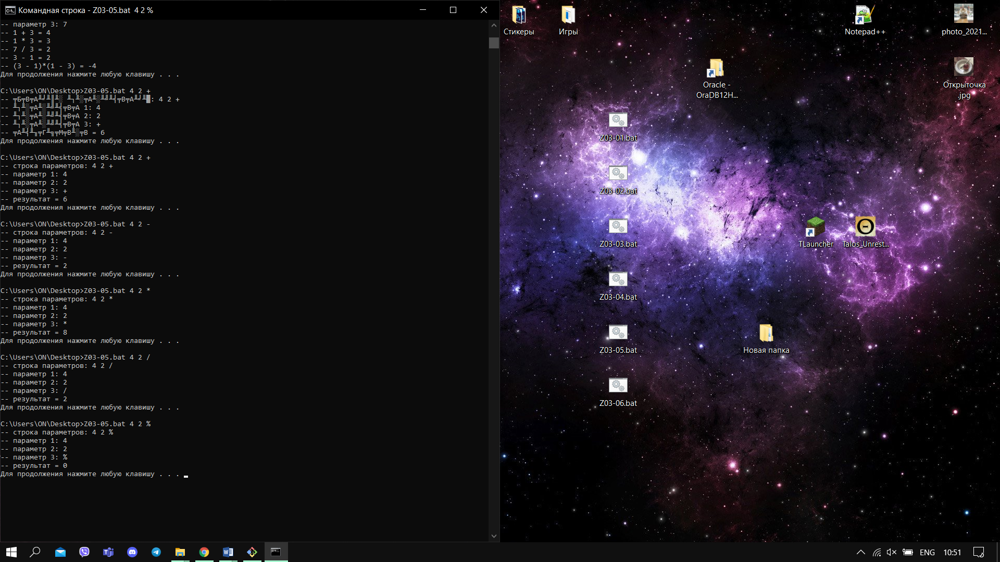 Командная строка - Z03-05.bat  4 2 %
-- параметр 3: 7
-- 1 + 3 = 4
-- 1 * 3 = 3
-- 7 / 3 = 2
-- 3 - 1 = 2
-- (3 - 1)*(1 - 3) = -4
Для продолжения нажмите любую клавишу . . .
C:\Users\ON\Desktop>Z03-05.bat 4 2 +
: 4 2 +
1: 4
2: 2
3: +
= 6
Для продолжения нажмите любую клавишу . . .
C:\Users\ON\Desktop>Z03-05.bat 4 2 +
-- строка параметров: 4 2 +
-- параметр 1: 4
-- параметр 2: 2
-- параметр 3: +
-- результат = 6
Для продолжения нажмите любую клавишу . . .
C:\Users\ON\Desktop>Z03-05.bat 4 2 -
-- строка параметров: 4 2 -
-- параметр 1: 4
-- параметр 2: 2
-- параметр 3: -
-- результат = 2
Для продолжения нажмите любую клавишу . . .
C:\Users\ON\Desktop>Z03-05.bat 4 2 *
-- строка параметров: 4 2 *
-- параметр 1: 4
-- параметр 2: 2
-- параметр 3: *
-- результат = 8
Для продолжения нажмите любую клавишу . . .
C:\Users\ON\Desktop>Z03-05.bat 4 2 /
-- строка параметров: 4 2 /
-- параметр 1: 4
-- параметр 2: 2
-- параметр 3: /
-- результат = 2
Для продолжения нажмите любую клавишу . . .
C:\Users\ON\Desktop>Z03-05.bat 4 2 %
-- строка параметров: 4 2 %
-- параметр 1: 4
-- параметр 2: 2
-- параметр 3: %
-- результат = 0
Для продолжения нажмите любую клавишу . . .
Стикеры
Игры
Notepad++
photo_2021...
Oracle -
OraDB12H...
Открыточка
.jpg
Z03-01.bat
Z03-02.bat
Z03-03.bat
TLauncher
Talos_Unrest...
Z03-04.bat
Z03-05.bat
Новая папка
Z03-06.bat
ENG
10:51